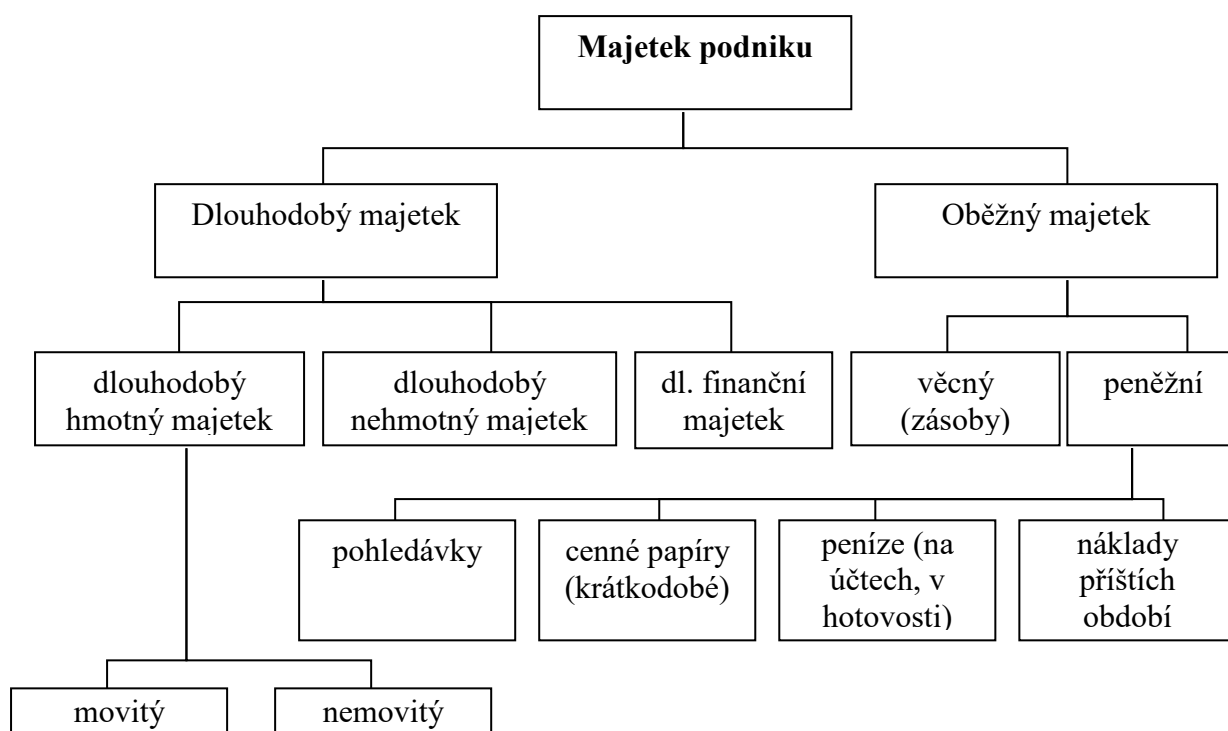 Majetek podniku
Dlouhodobý majetek
Oběžný majetek
dlouhodobý
hmotný majetek
dlouhodobý
nehmotný majetek
dl. finanční
majetek
věcný
(zásoby)
peněžní
pohledávky
cenné papíry
(krátkodobé)
peníze (na
účtech, v
hotovosti)
náklady
příštích
období
movitý
nemovitý